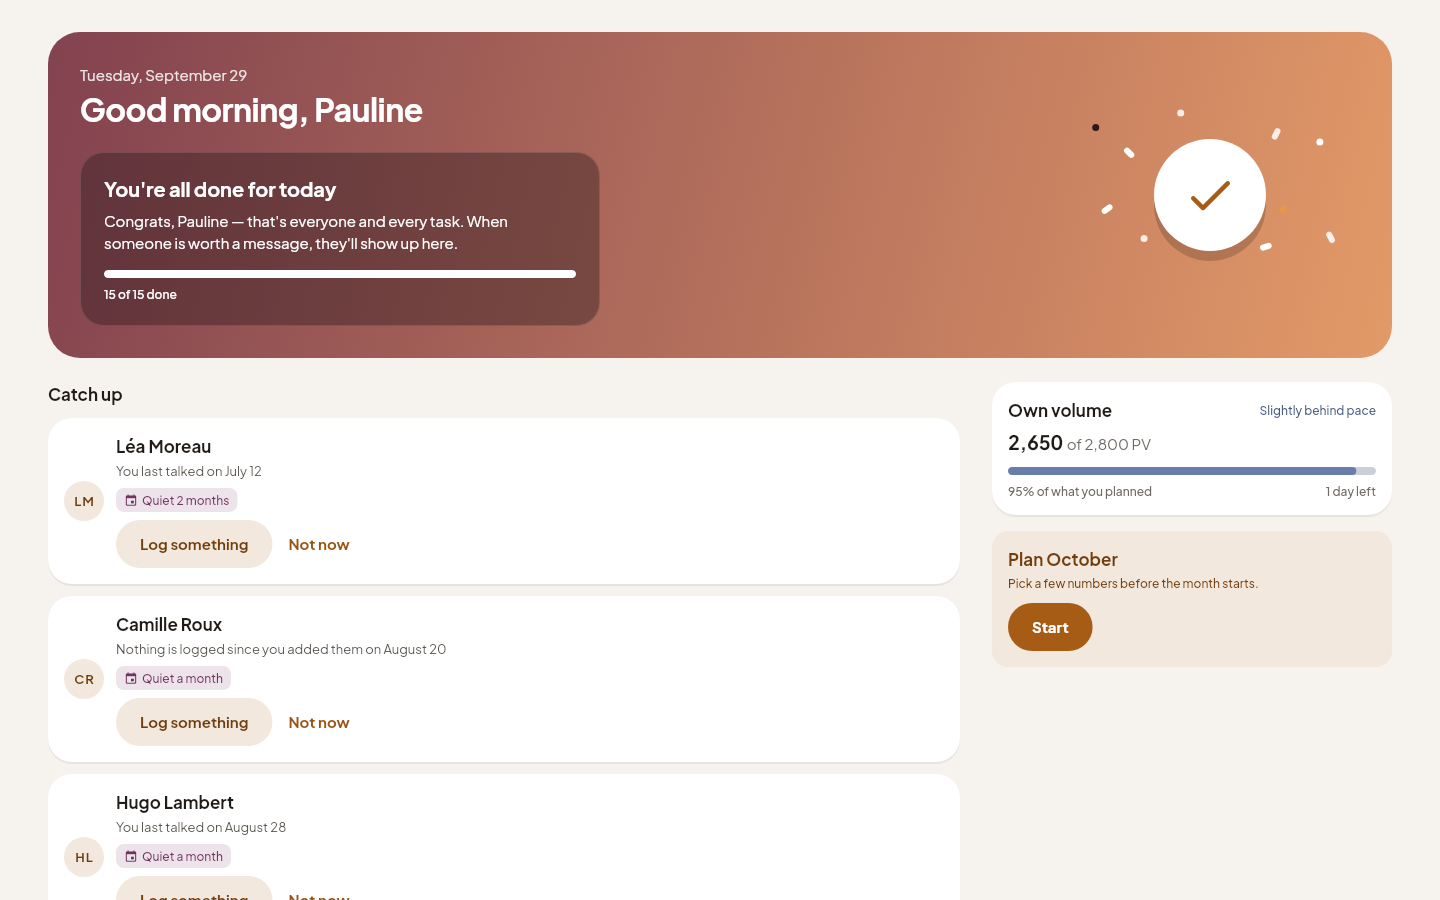 Tuesday, September 29
Good morning, Pauline
You're all done for today
Congrats, Pauline — that's everyone and every task. When
someone is worth a message, they'll show up here.
15 of 15 done
Catch up
Léa Moreau
You last talked on July 12
LM
Quiet 2 months
Log something
Not now
Camille Roux
Nothing is logged since you added them on August 20
CR
Quiet a month
Log something
Not now
Hugo Lambert
You last talked on August 28
HL
Quiet a month
Log something
Not now
Own volume
Slightly behind pace
2,650 of 2,800 PV
95% of what you planned
1 day left
Plan October
Pick a few numbers before the month starts.
Start